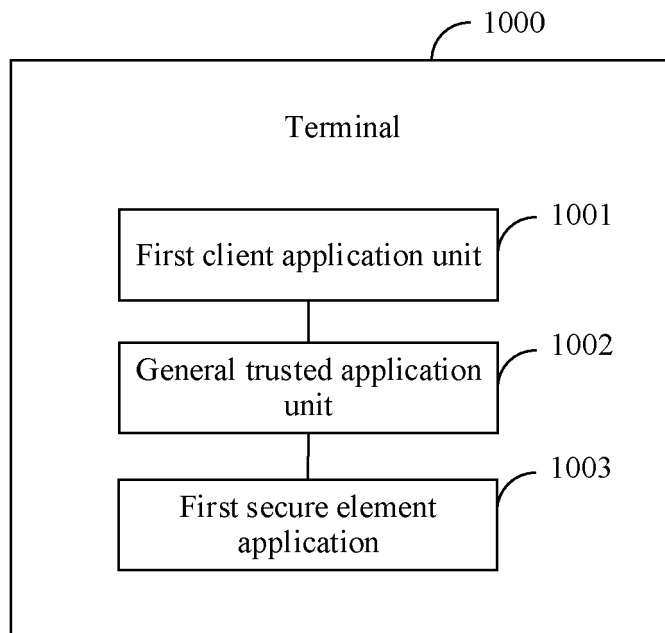 1000
Terminal
1001
First client application unit
1002
General trusted application
unit
1003
First secure element
application